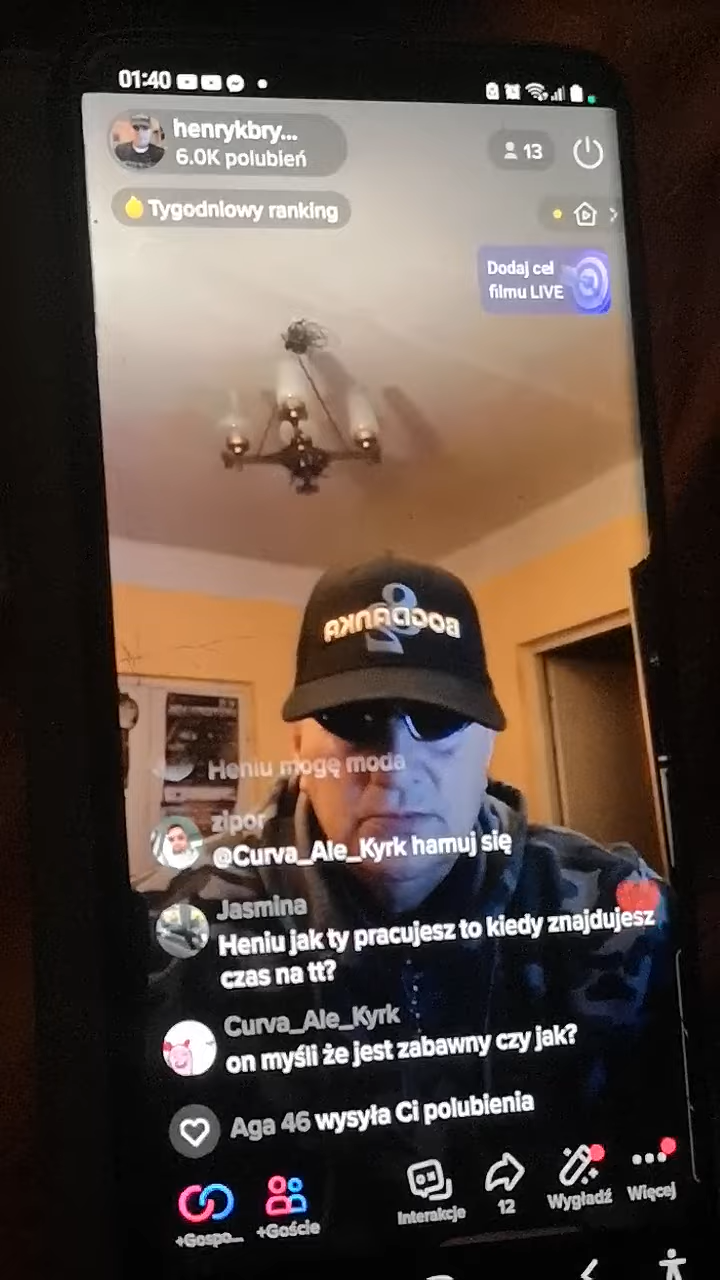 01:40
henrykbry...
6.0K polubień
13
Tygodniowy ranking
Dodaj cel
filmu LIVE
BOGDANKA
Heniu mogę moda
zipor
@Curva_Ale_Kyrk hamuj się
Jasmina
Heniu jak ty pracujesz to kiedy znajdujesz
czas na tt?
Curva_Ale_Kyrk
on myśli że jest zabawny czy jak?
Aga 46 wysyła Ci polubienia
+Gospo...
+Goście
Interakcje
12
Wygładź
Więcej